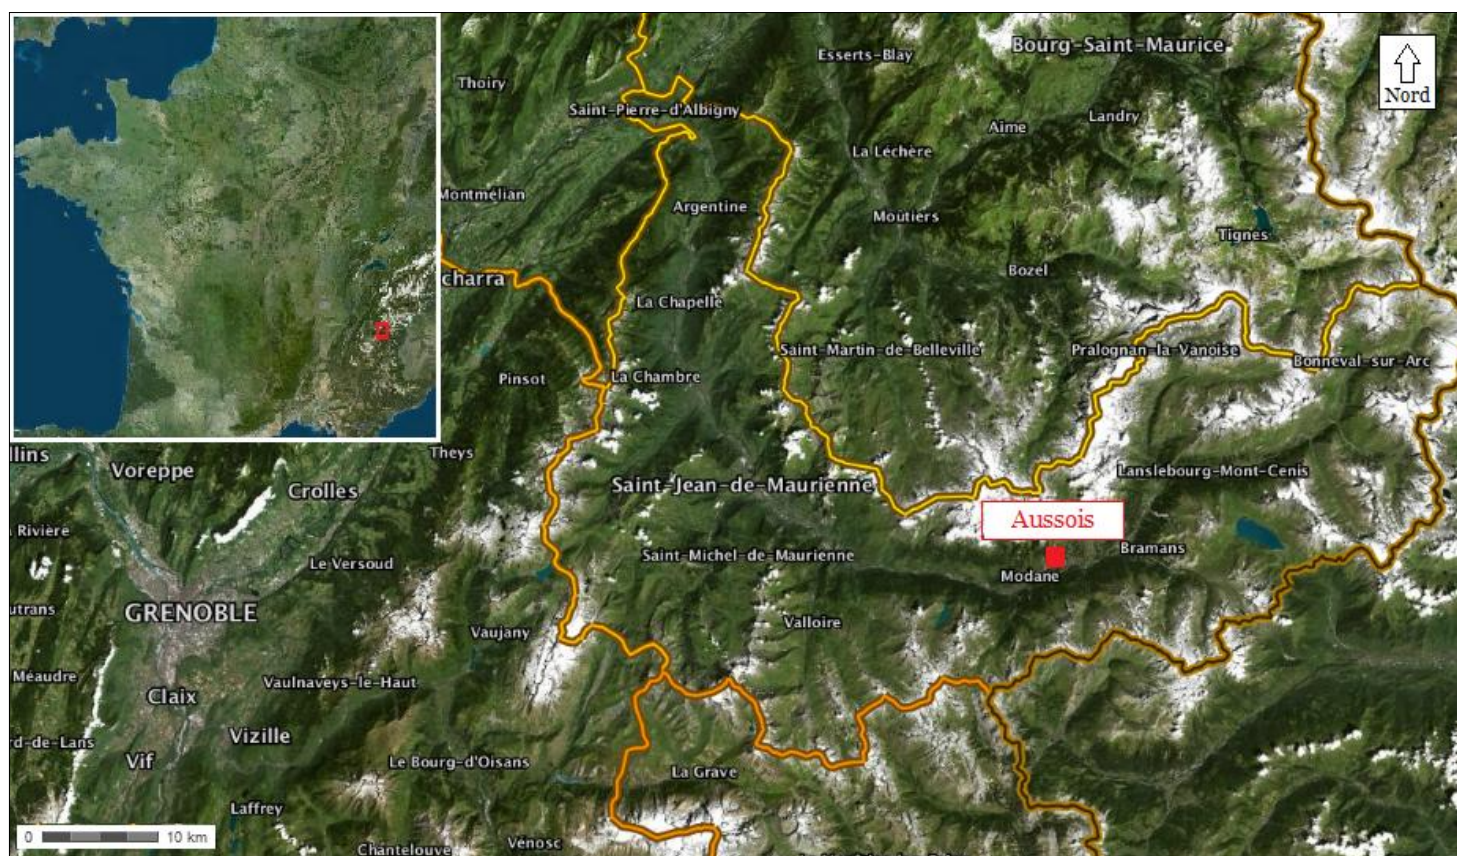 Esserts-Blay
Bourg-Saint-Maurice
Nord
Thoiry
Saint-Pierre-d'Albigny
Landry
Aime
La Léchère
Montmélian
Argentine
Moûtiers
Tignes
charra
Bozel
La Chapelle
Saint-Martin-de-Belleville
Pralognan-la-Vanoise
Bonneval-sur-Arc
Pinsot
La Chambre
llins
Voreppe
Theys
Crolles
Saint-Jean-de-Maurienne
Lanslebourg-Mont-Cenis
Aussois
Rivière
Le Versoud
Saint-Michel-de-Maurienne
Bramans
Modane
utrans
GRENOBLE
Vaujany
Valloire
Méaudre
Claix
Vaulnaveys-le-Haut
rd-de-Lans
Vizille
Vif
Le Bourg-d'Oisans
La Grave
Laffrey
0 10 km
Chantelouve
Vénosc